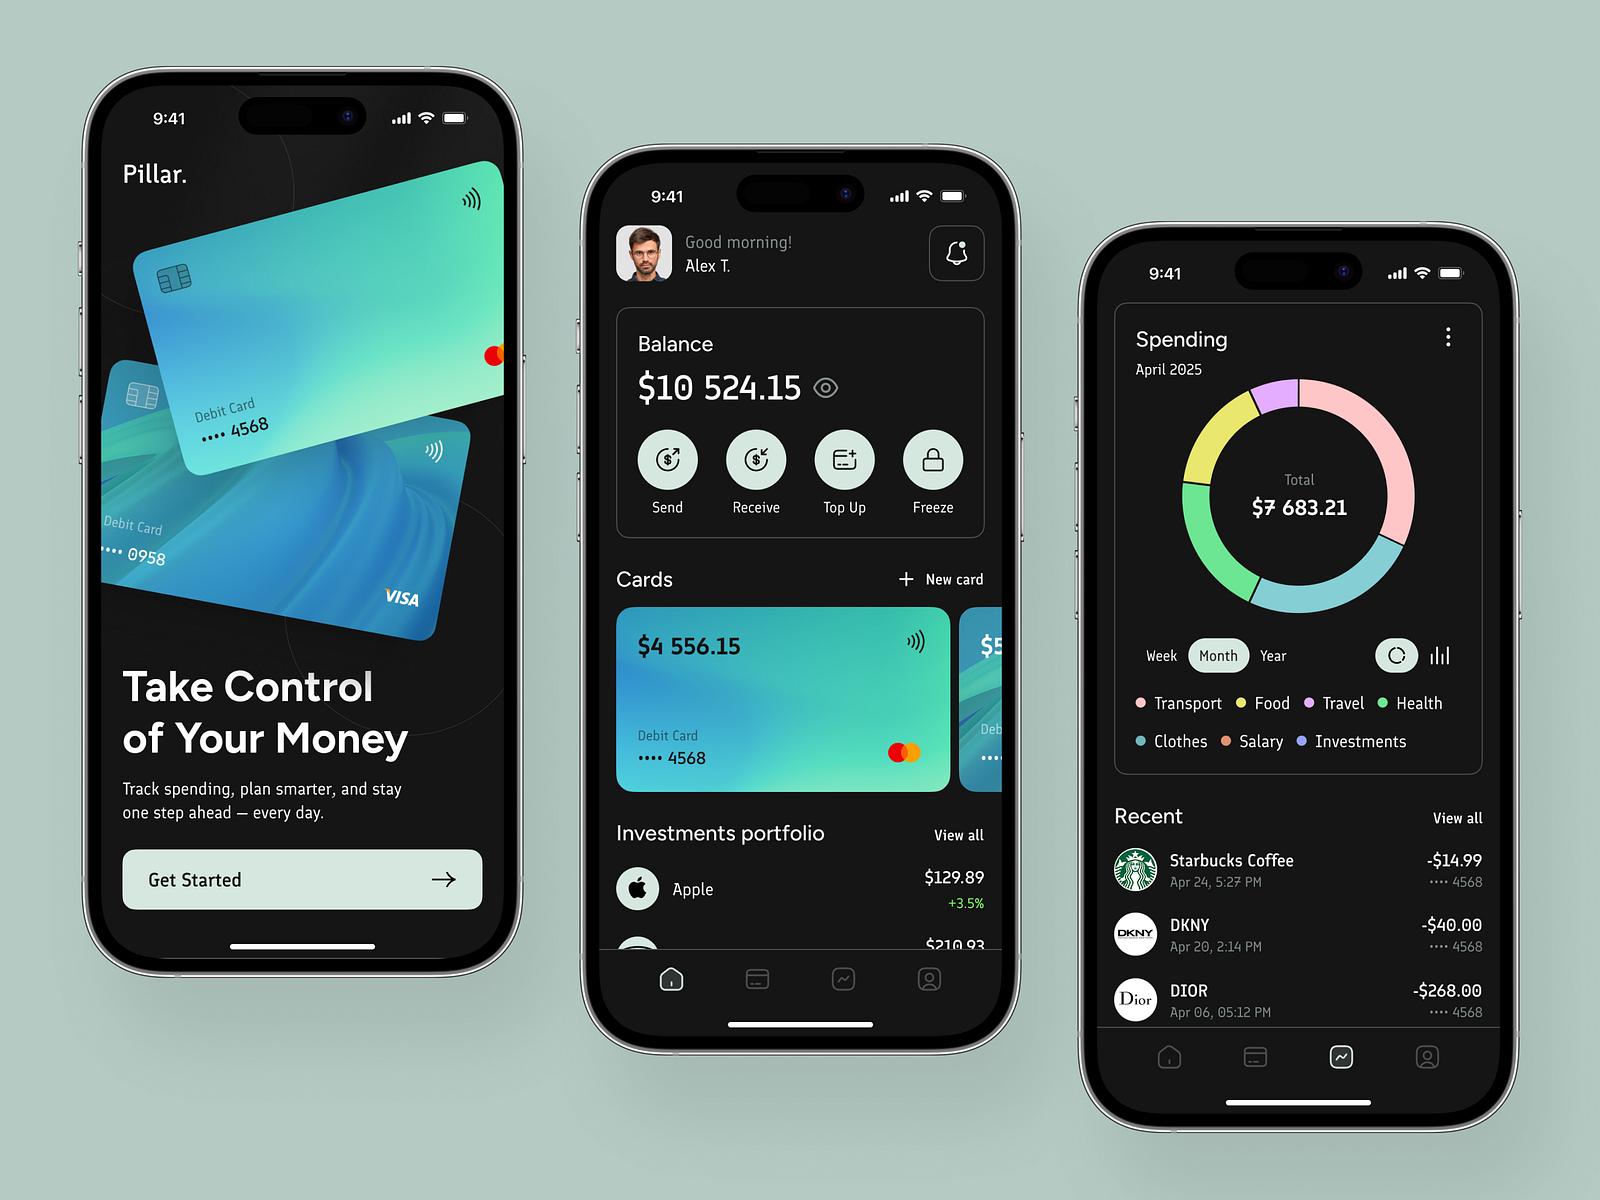 9:41
Pillar.
Debit Card
•••• 4568
Debit Card
•••• 0958
VISA
Take Control
of Your Money
Track spending, plan smarter, and stay
one step ahead — every day.
Get Started
9:41
Good morning!
Alex T.
Balance
$10 524.15
Send Receive Top Up Freeze
Cards
New card
$4 556.15
Debit Card
•••• 4568
$5
Deb
••••
Investments portfolio
View all
Apple
$129.89
+3.5%
$210.93
9:41
Spending
April 2025
Total
$7 683.21
Week Month Year
Transport Food Travel Health
Clothes Salary Investments
Recent
View all
Starbucks Coffee
-$14.99
Apr 24, 5:27 PM
•••• 4568
DKNY
DKNY
-$40.00
Apr 20, 2:14 PM
•••• 4568
Dior
DIOR
-$268.00
Apr 06, 05:12 PM
•••• 4568